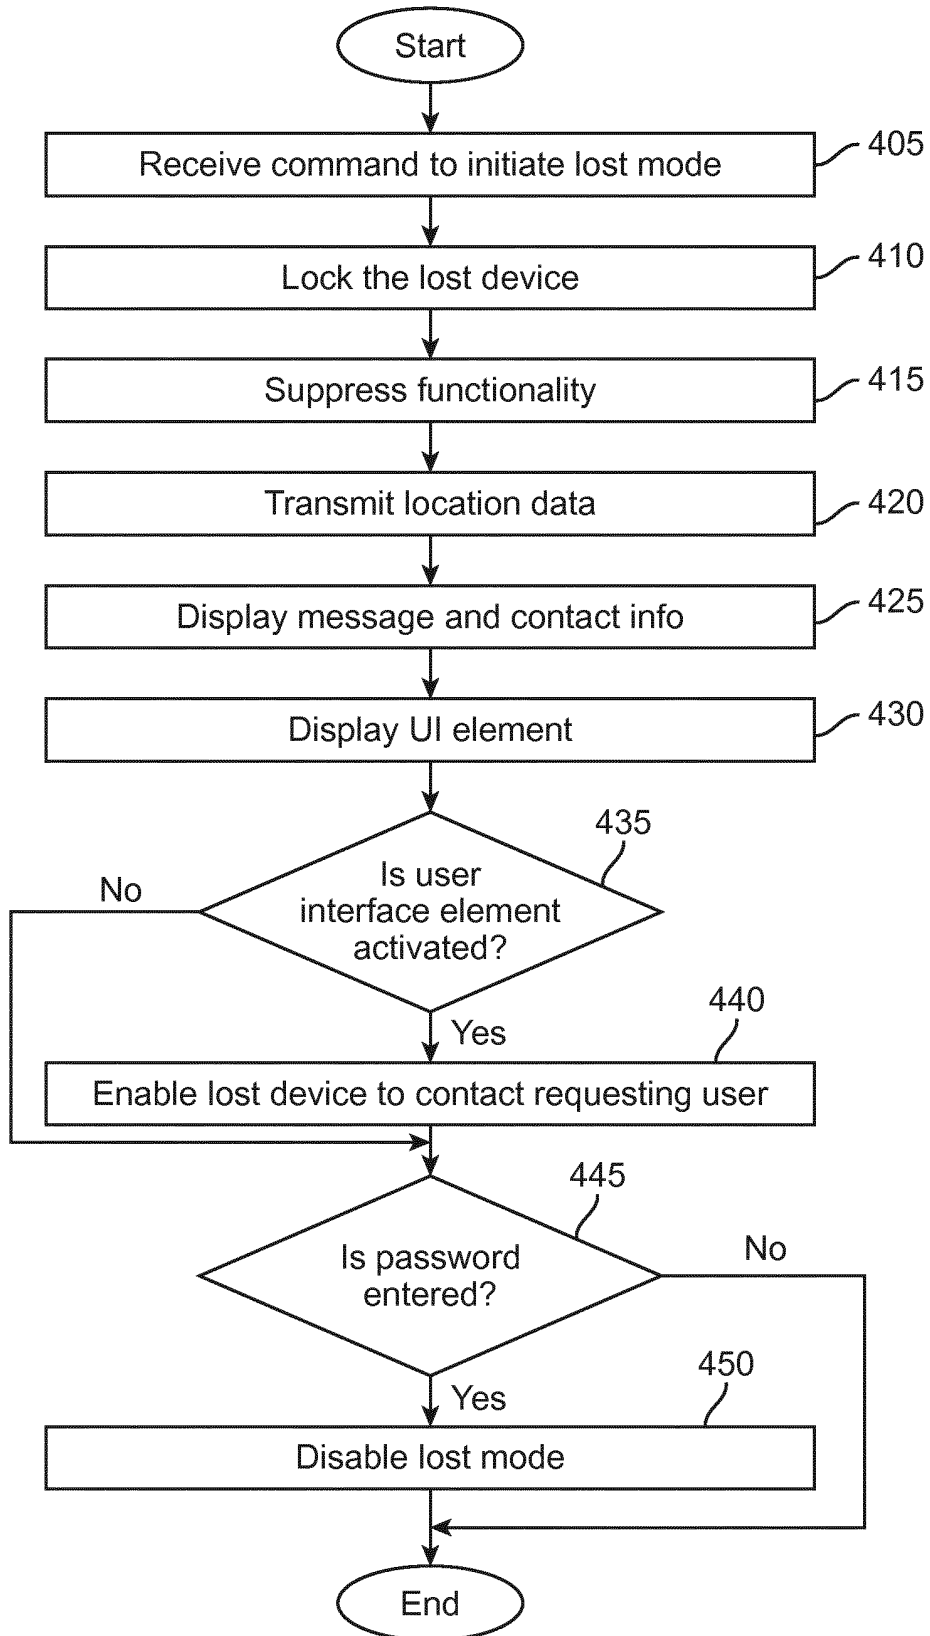 Start
Receive command to initiate lost mode
405
Lock the lost device
410
Suppress functionality
415
Transmit location data
420
Display message and contact info
425
Display UI element
430
435
Is user
interface element
activated?
No
Yes
440
Enable lost device to contact requesting user
445
Is password
entered?
No
Yes
450
Disable lost mode
End